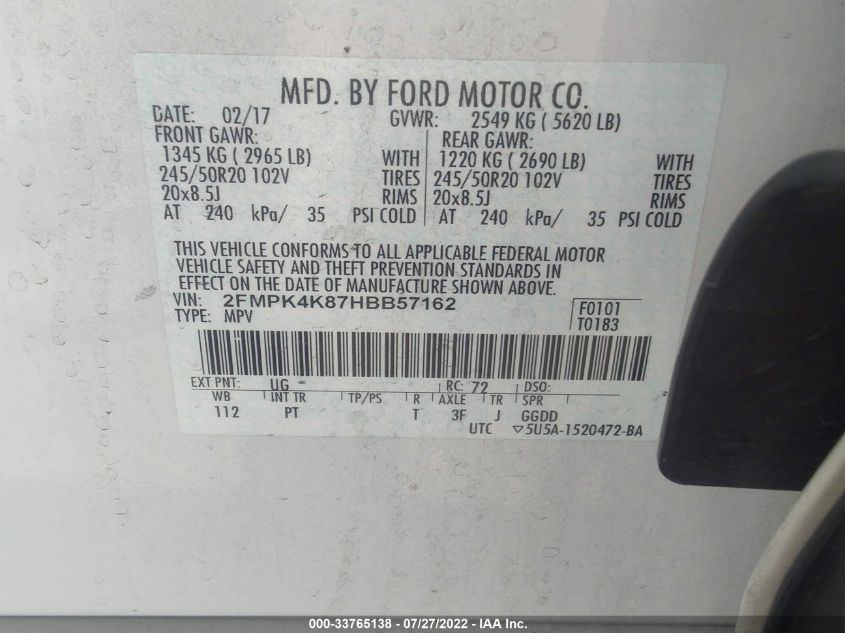 MFD. BY FORD MOTOR CO.
DATE: 02/17 GVWR: 2549 KG ( 5620 LB)
FRONT GAWR: REAR GAWR:
1345 KG ( 2965 LB) WITH 1220 KG ( 2690 LB) WITH
245/50R20 102V TIRES 245/50R20 102V TIRES
20x8.5J RIMS 20x8.5J RIMS
AT 240 kPa/ 35 PSI COLD AT 240 kPa/ 35 PSI COLD
THIS VEHICLE CONFORMS TO ALL APPLICABLE FEDERAL MOTOR
VEHICLE SAFETY AND THEFT PREVENTION STANDARDS IN
EFFECT ON THE DATE OF MANUFACTURE SHOWN ABOVE.
VIN: 2FMPK4K87HBB57162 F0101
TYPE: MPV T0183
EXT PNT: UG RC: 72 DSO:
WB INT TR TP/PS R AXLE TR SPR
112 PT T 3F J GGDD
UTC ▽5U5A-1520472-BA
000-33765138 - 07/27/2022 - IAA Inc.